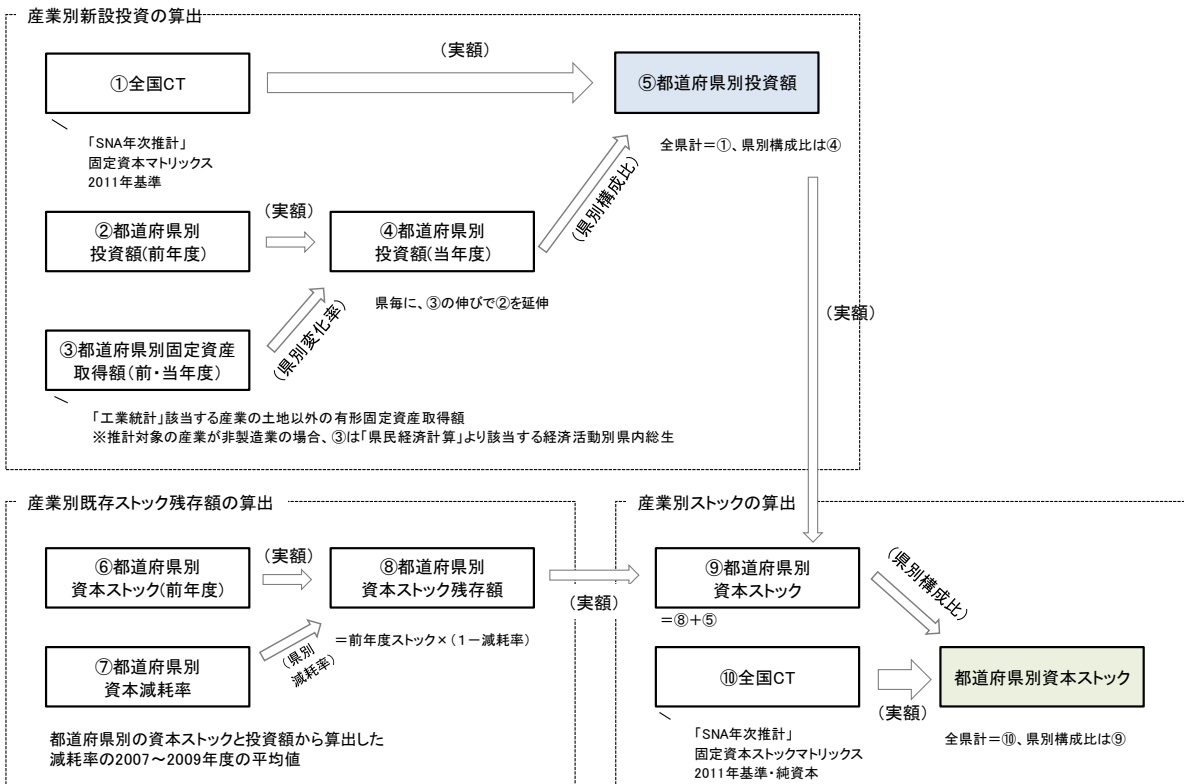 産業別新設投資の算出
(実額)
①全国CT
⑤都道府県別投資額
「SNA年次推計」
固定資本マトリックス
2011年基準
全県計＝①、県別構成比は④
②都道府県別
投資額(前年度)
(実額)
④都道府県別
投資額(当年度)
(県別構成比)
県毎に、③の伸びで②を延伸
(実額)
③都道府県別固定資産
取得額(前・当年度)
(県別変化率)
「工業統計」該当する産業の土地以外の有形固定資産取得額
※推計対象の産業が非製造業の場合、③は「県民経済計算」より該当する経済活動別県内総生
産業別既存ストック残存額の算出
⑥都道府県別
資本ストック(前年度)
(実額)
⑧都道府県別
資本ストック残存額
(実額)
＝前年度ストック×(1－減耗率)
⑦都道府県別
資本減耗率
(県別
減耗率)
都道府県別の資本ストックと投資額から算出した
減耗率の2007～2009年度の平均値
産業別ストックの算出
⑨都道府県別
資本ストック
＝⑧＋⑤
(県別構成比)
⑩全国CT
(実額)
都道府県別資本ストック
「SNA年次推計」
固定資本ストックマトリックス
2011年基準・純資本
全県計＝⑩、県別構成比は⑨